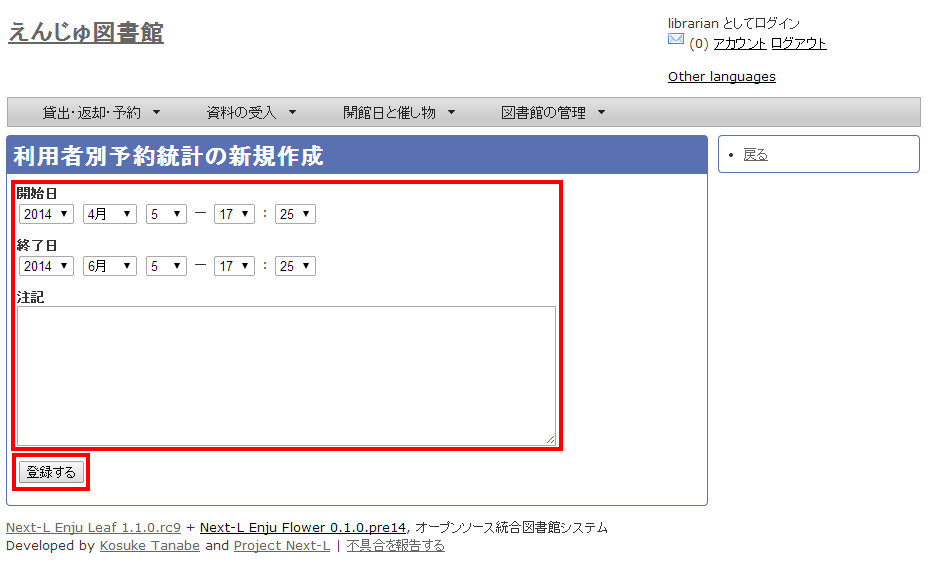 えんじゅ図書館
librarian としてログイン
(0) アカウント ログアウト
Other languages
貸出・返却・予約 ▼ 資料の受入 ▼ 開館日と催し物 ▼ 図書館の管理 ▼
利用者別予約統計の新規作成
• 戻る
開始日
2014 ▼ 4月 ▼ 5 ▼ — 17 ▼ : 25 ▼
終了日
2014 ▼ 6月 ▼ 5 ▼ — 17 ▼ : 25 ▼
注記
登録する
Next-L Enju Leaf 1.1.0.rc9 + Next-L Enju Flower 0.1.0.pre14, オープンソース統合図書館システム
Developed by Kosuke Tanabe and Project Next-L | 不具合を報告する